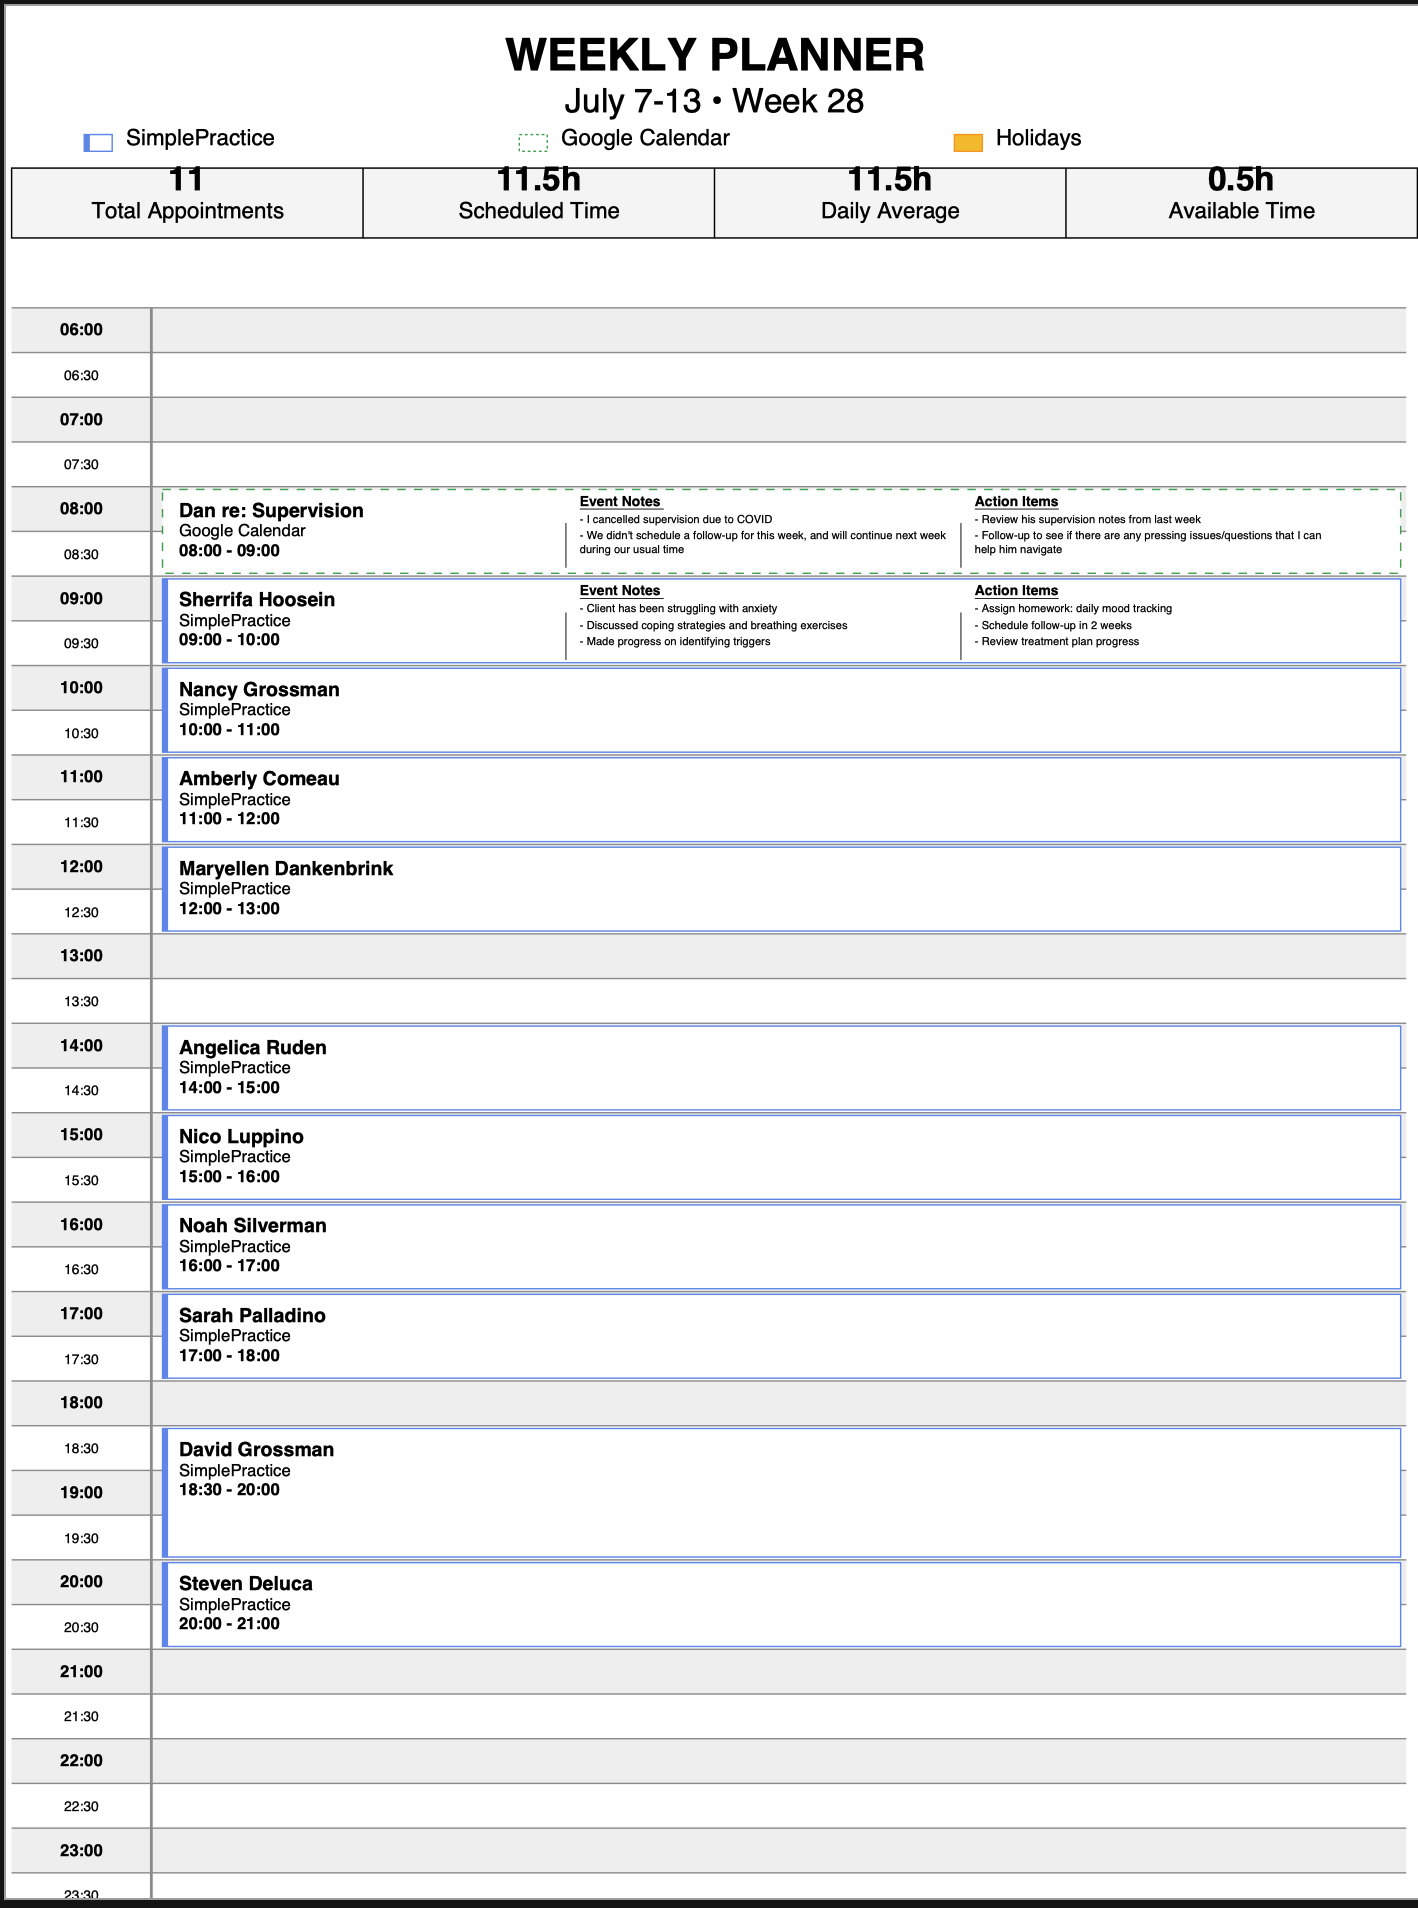 WEEKLY PLANNER
July 7-13 • Week 28
SimplePractice Google Calendar Holidays
11 11.5h 11.5h 0.5h
Total Appointments Scheduled Time Daily Average Available Time
06:00
06:30
07:00
07:30
08:00
08:30
Dan re: Supervision
Google Calendar
08:00 - 09:00
Event Notes
- I cancelled supervision due to COVID
- We didn't schedule a follow-up for this week, and will continue next week
during our usual time
Action Items
- Review his supervision notes from last week
- Follow-up to see if there are any pressing issues/questions that I can
help him navigate
09:00
09:30
Sherrifa Hoosein
SimplePractice
09:00 - 10:00
Event Notes
- Client has been struggling with anxiety
- Discussed coping strategies and breathing exercises
- Made progress on identifying triggers
Action Items
- Assign homework: daily mood tracking
- Schedule follow-up in 2 weeks
- Review treatment plan progress
10:00
10:30
Nancy Grossman
SimplePractice
10:00 - 11:00
11:00
11:30
Amberly Comeau
SimplePractice
11:00 - 12:00
12:00
12:30
Maryellen Dankenbrink
SimplePractice
12:00 - 13:00
13:00
13:30
14:00
14:30
Angelica Ruden
SimplePractice
14:00 - 15:00
15:00
15:30
Nico Luppino
SimplePractice
15:00 - 16:00
16:00
16:30
Noah Silverman
SimplePractice
16:00 - 17:00
17:00
17:30
Sarah Palladino
SimplePractice
17:00 - 18:00
18:00
18:30
19:00
19:30
David Grossman
SimplePractice
18:30 - 20:00
20:00
20:30
Steven Deluca
SimplePractice
20:00 - 21:00
21:00
21:30
22:00
22:30
23:00
23:30